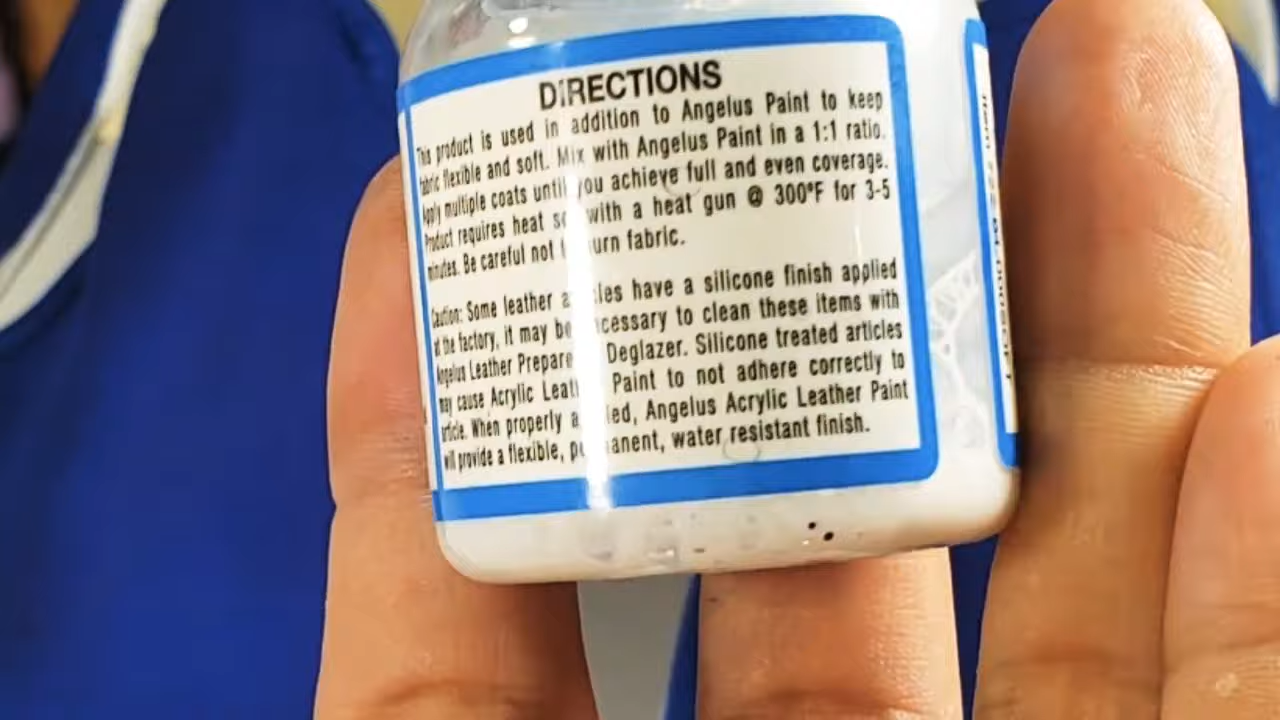 DIRECTIONS
This product is used in addition to Angelus Paint to keep
fabric flexible and soft. Mix with Angelus Paint in a 1:1 ratio.
Apply multiple coats until you achieve full and even coverage.
Product requires heat se with a heat gun @ 300°F for 3-5
minutes. Be careful not urn fabric.
Caution: Some leather a les have a silicone finish applied
at the factory, it may be cessary to clean these items with
Angelus Leather Prepare Deglazer. Silicone treated articles
may cause Acrylic Leat Paint to not adhere correctly to
article. When properly a led, Angelus Acrylic Leather Paint
will provide a flexible, pe anent, water resistant finish.